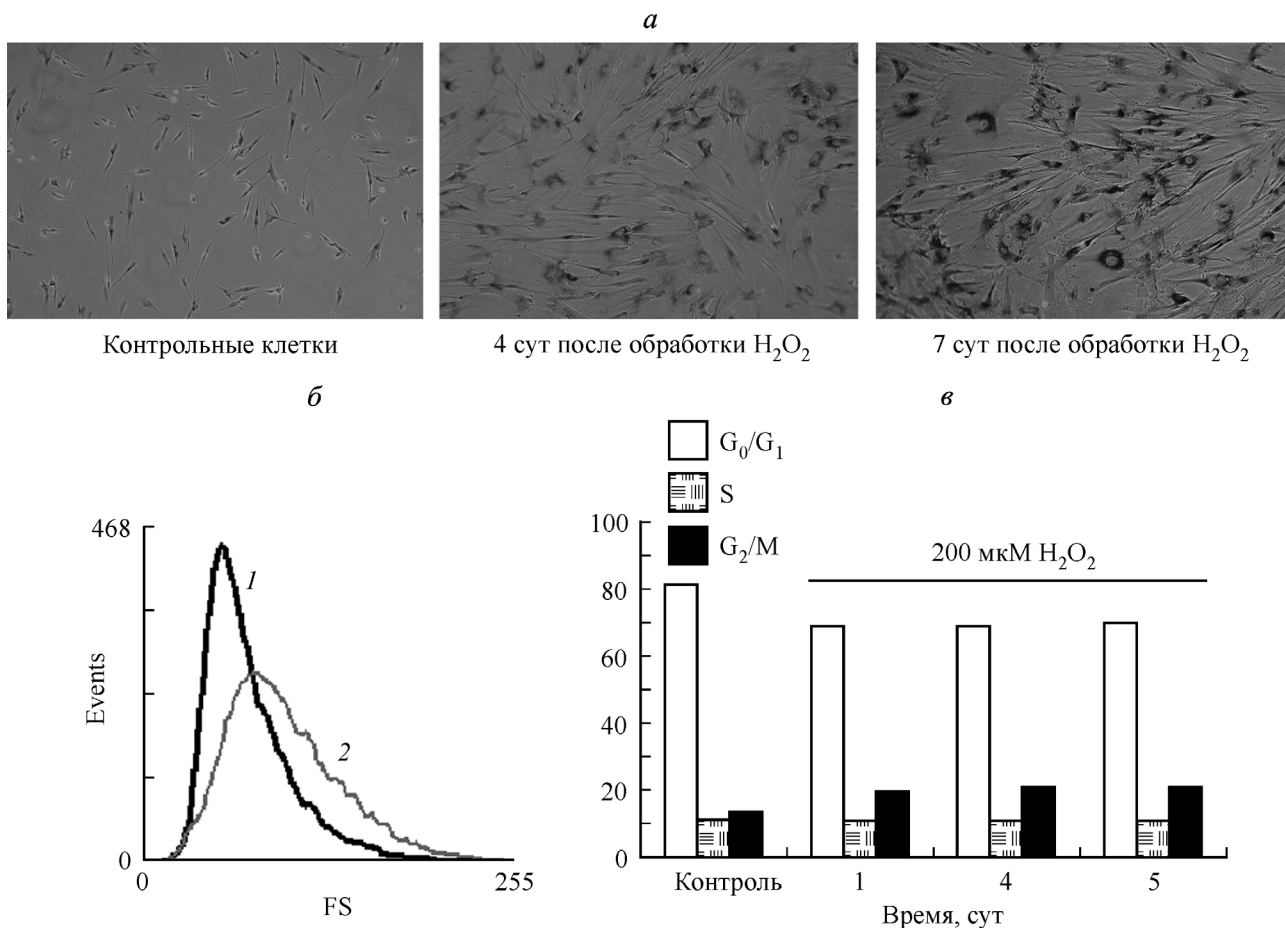 а
Контрольные клетки
4 сут после обработки H₂O₂
7 сут после обработки H₂O₂
б
в
468
Events
0
0
255
FS
1
2
G₀/G₁
S
G₂/M
200 мкМ H₂O₂
100
80
60
40
20
0
Контроль
1
4
5
Время, сут